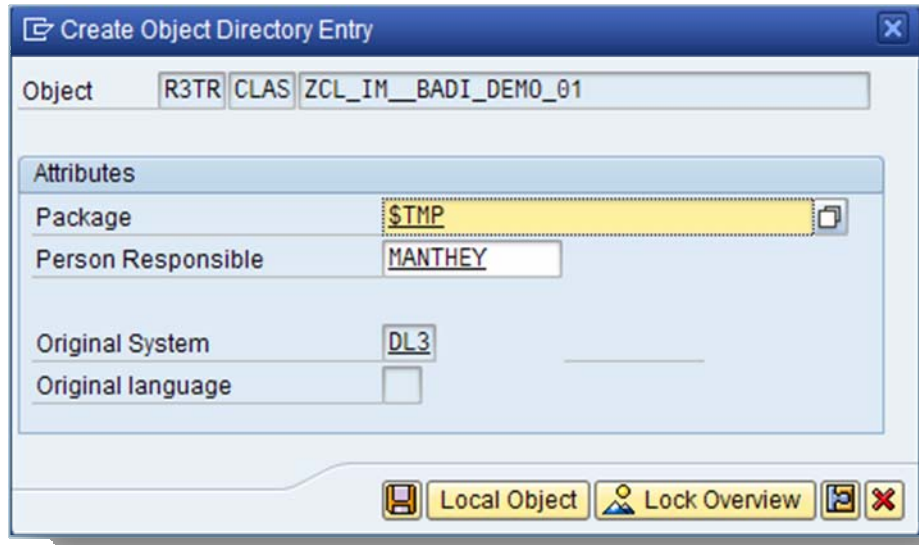 Create Object Directory Entry
Object R3TR CLAS ZCL_IM__BADI_DEMO_01
Attributes
Package $TMP
Person Responsible MANTHEY
Original System DL3
Original language
Local Object Lock Overview